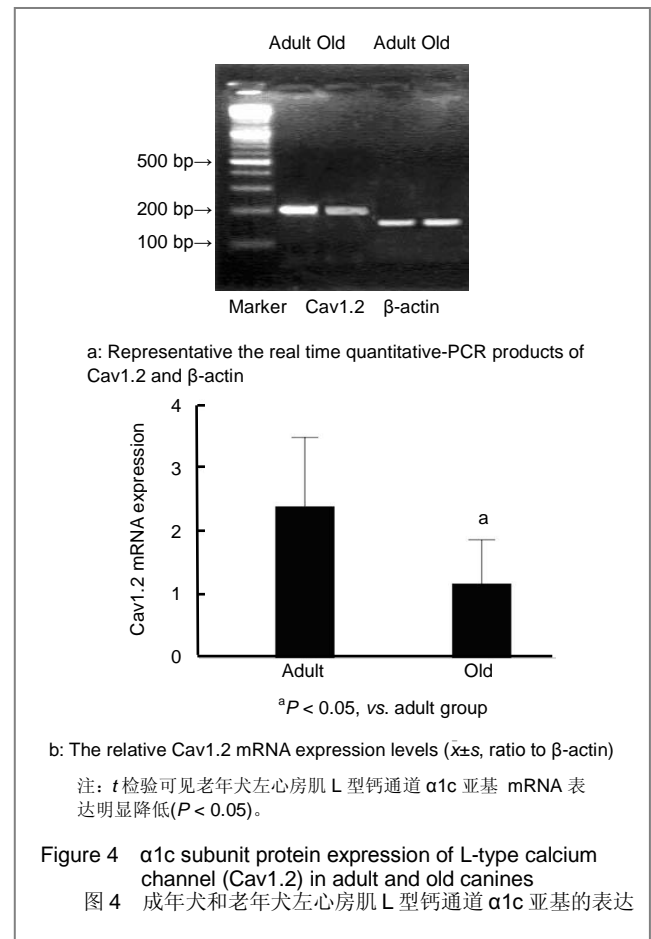 Adult Old Adult Old
500 bp→
200 bp→
100 bp→
Marker Cav1.2 β-actin
a: Representative the real time quantitative-PCR products of
Cav1.2 and β-actin
Cav1.2 mRNA expression
4
3
2
1
0
a
Adult Old
ᵃP < 0.05, vs. adult group
b: The relative Cav1.2 mRNA expression levels (x̄±s, ratio to β-actin)
注：t 检验可见老年犬左心房肌 L 型钙通道 α1c 亚基 mRNA 表
达明显降低(P < 0.05)。
Figure 4 α1c subunit protein expression of L-type calcium
channel (Cav1.2) in adult and old canines
图 4 成年犬和老年犬左心房肌 L 型钙通道 α1c 亚基的表达